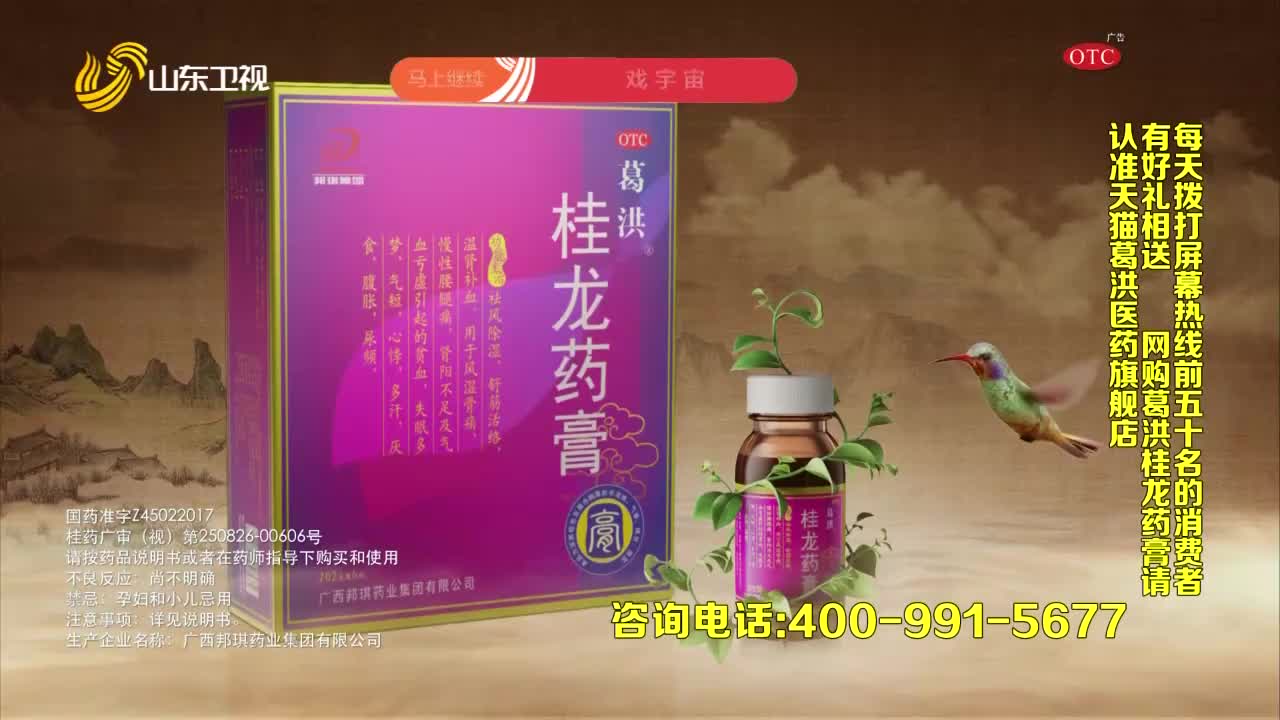 山东卫视
马上继续
戏宇宙
广告
OTC
每天拨打屏幕热线前五十名的消费者
有好礼相送 网购葛洪桂龙药膏请
认准天猫葛洪医药旗舰店
OTC
葛洪
桂龙药膏
祛风除湿，舒筋活络，
温肾补血。用于风湿骨痛，
慢性腰腿痛，肾阳不足及气
血亏虚引起的贫血，失眠多
梦，气短，心悸，多汗，厌
食，腹胀，尿频。
膏
202克
广西邦琪药业集团有限公司
葛洪
桂龙药膏
国药准字Z45022017
桂药广审（视）第250826-00606号
请按药品说明书或者在药师指导下购买和使用
不良反应：尚不明确
禁忌：孕妇和小儿忌用
注意事项：详见说明书。
生产企业名称：广西邦琪药业集团有限公司
咨询电话:400-991-5677